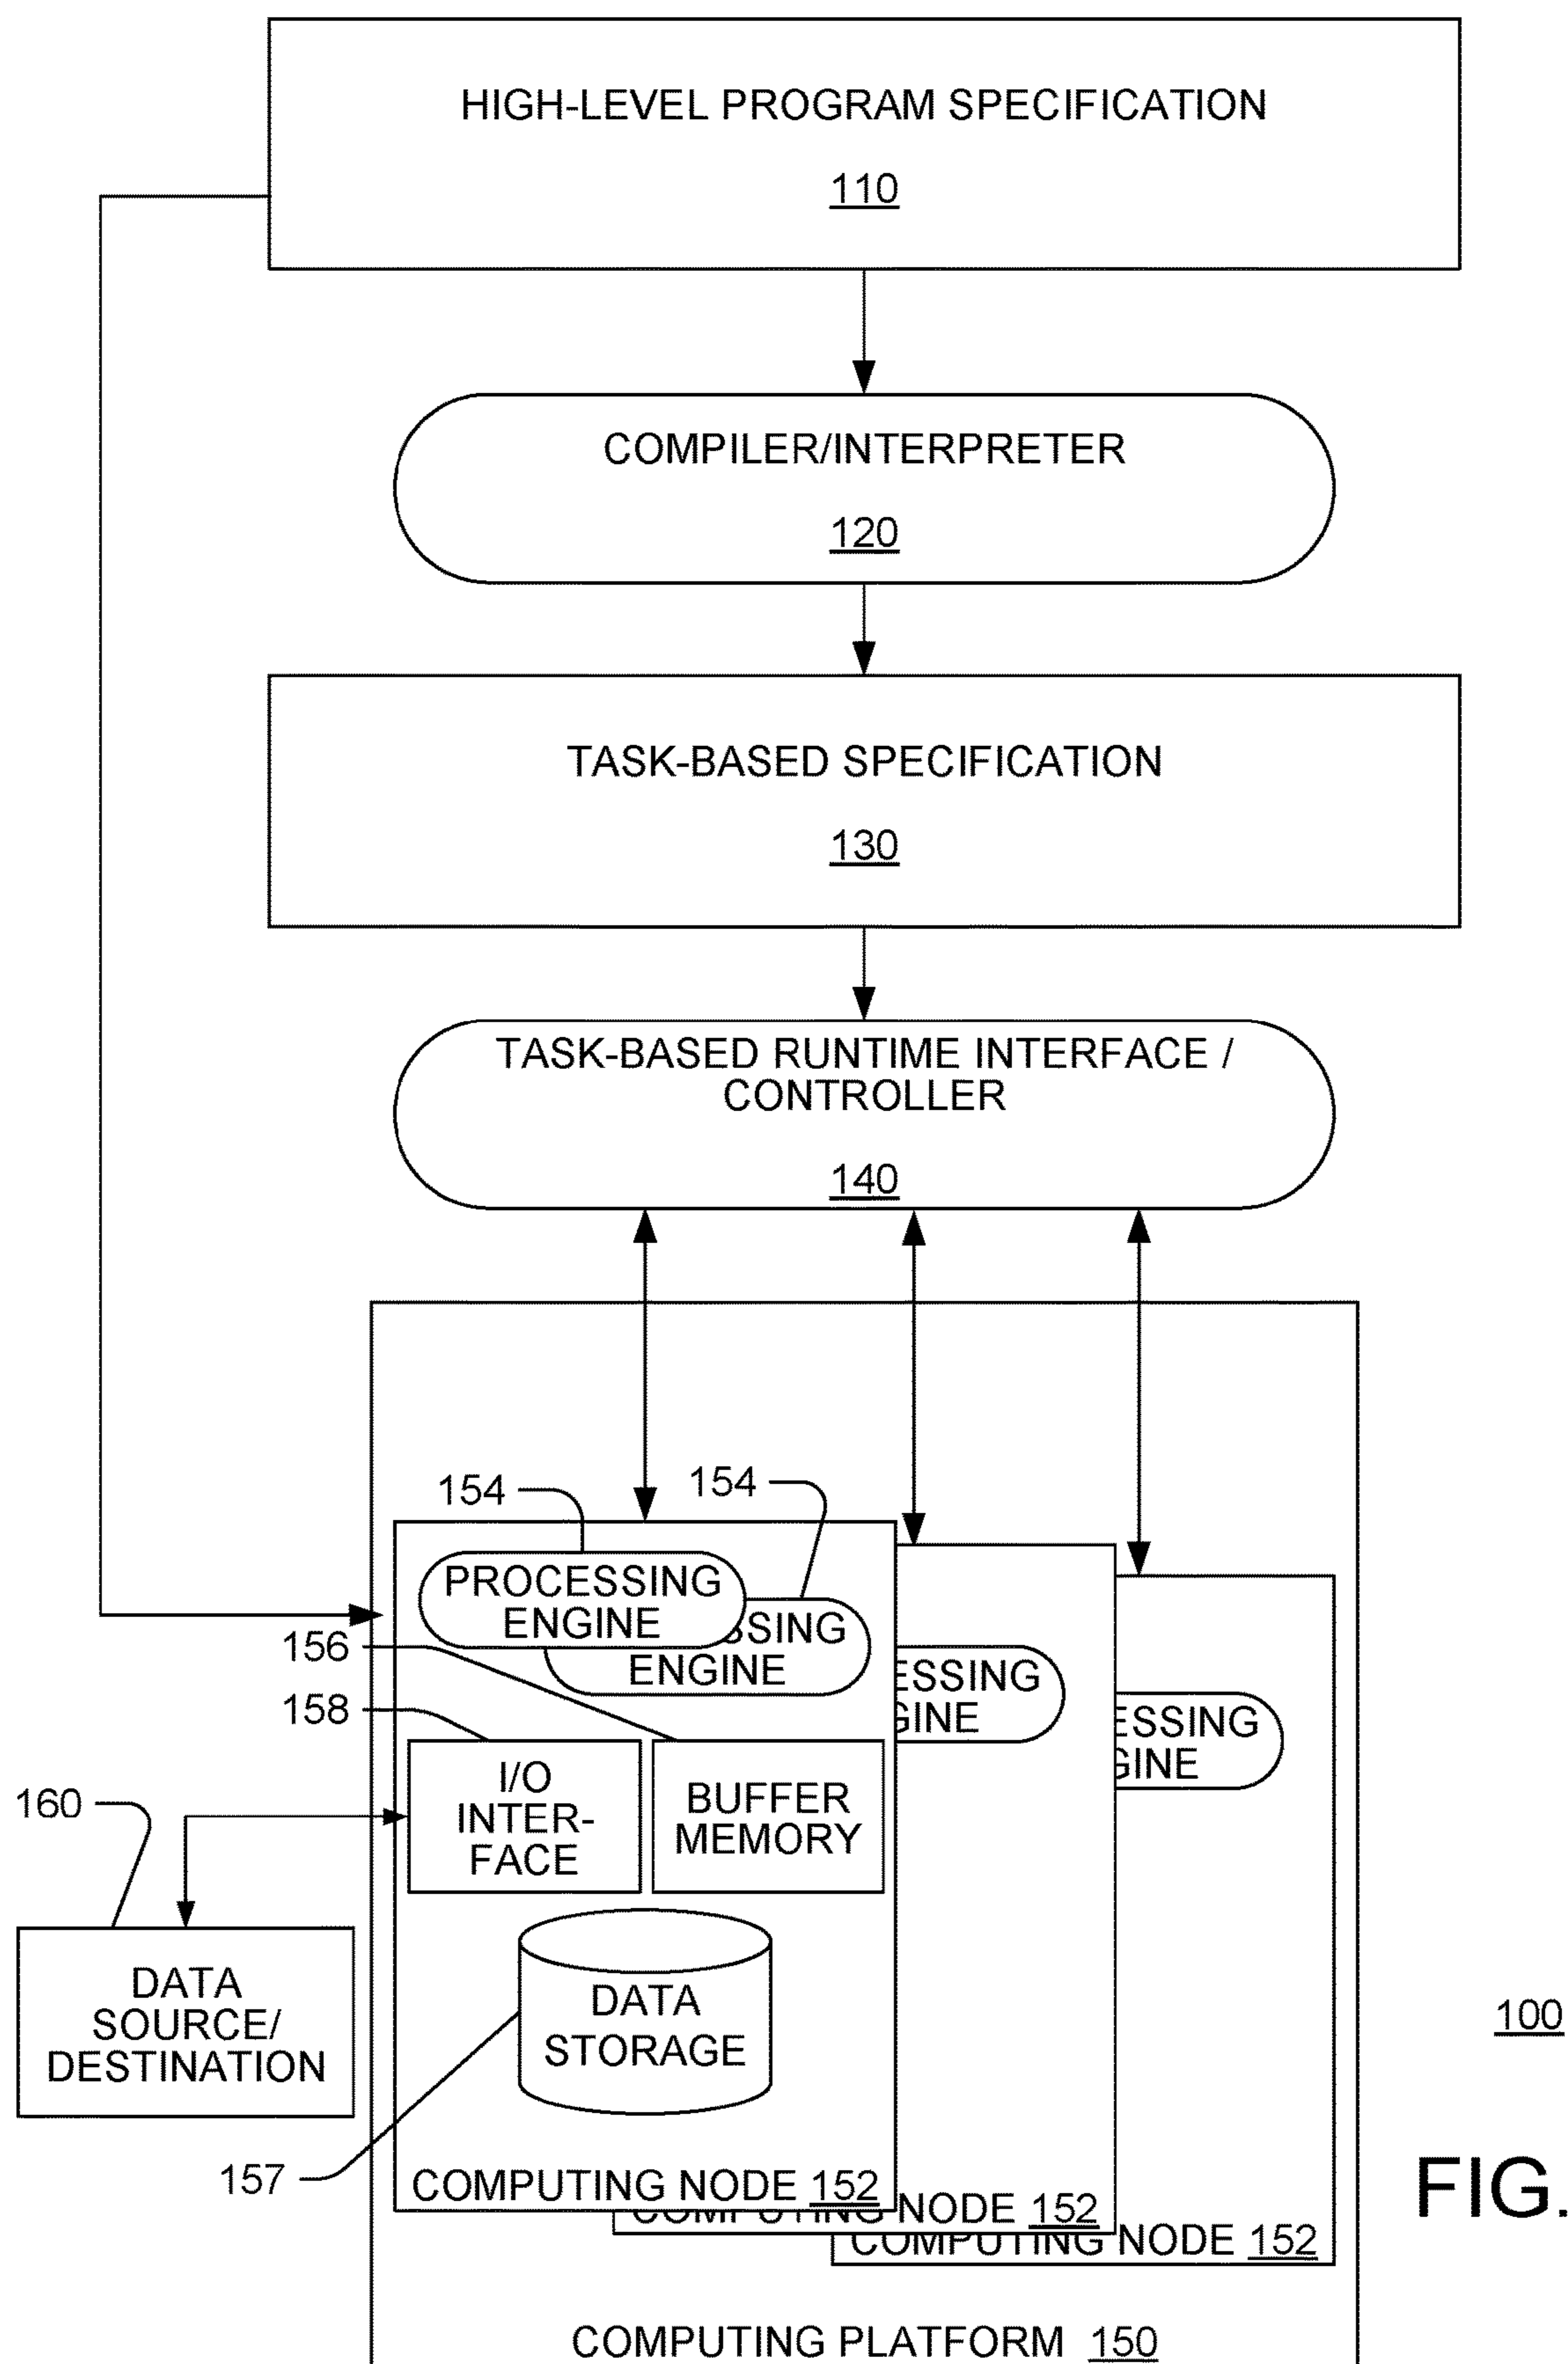 HIGH-LEVEL PROGRAM SPECIFICATION
110
COMPILER/INTERPRETER
120
TASK-BASED SPECIFICATION
130
TASK-BASED RUNTIME INTERFACE /
CONTROLLER
140
154
154
PROCESSING
ENGINE
SSING
ENGINE
156
ESSING
GINE
158
ESSING
GINE
I/O
INTER-
FACE
BUFFER
MEMORY
160
DATA
SOURCE/
DESTINATION
DATA
STORAGE
100
157
COMPUTING NODE 152
COMPUTING NODE 152
COMPUTING NODE 152
FIG.
COMPUTING PLATFORM 150